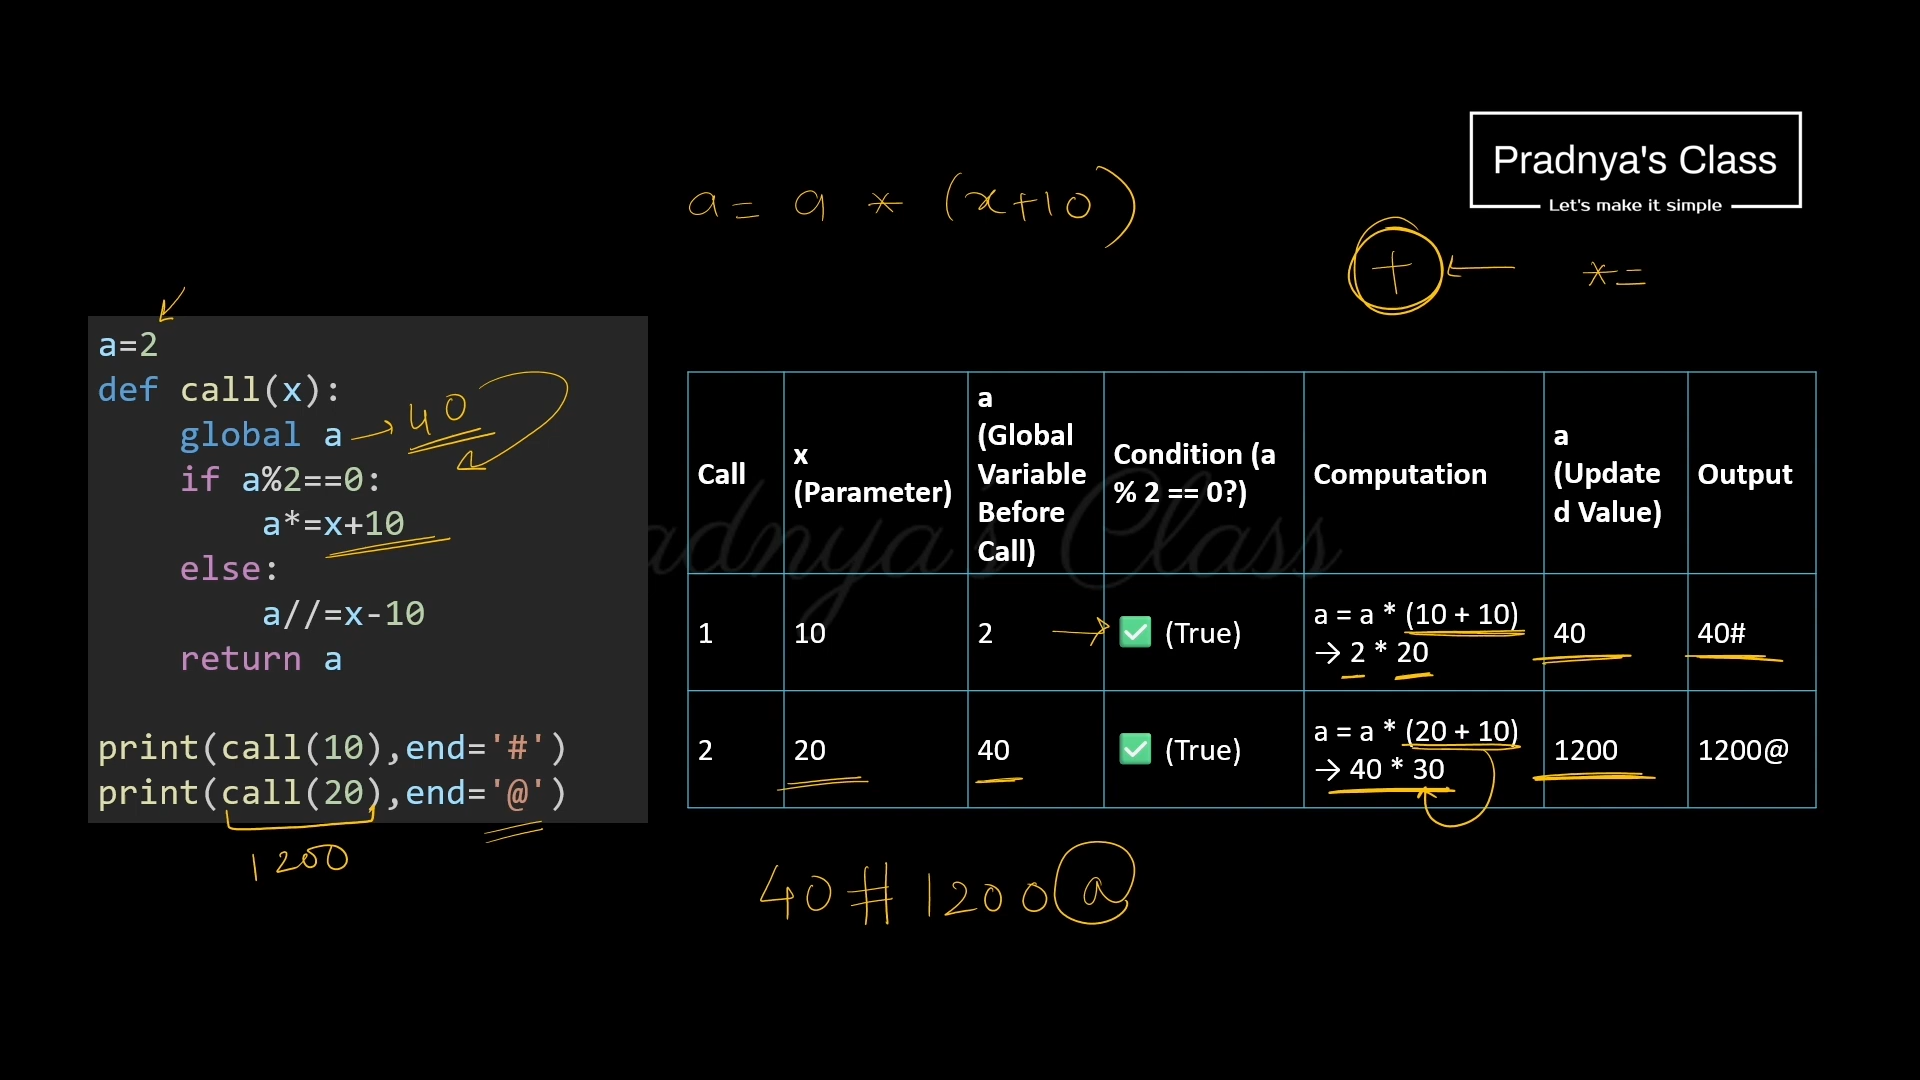 Pradnya's Class
Let's make it simple
a = a * (x+10)
+ ← *=
a=2
def call(x):
global a → 40
if a%2==0:
a*=x+10
else:
a//=x-10
return a
print(call(10),end='#')
print(call(20),end='@')
1200
Call
x
(Parameter)
a
(Global
Variable
Before
Call)
Condition (a
% 2 == 0?)
Computation
a
(Update
d Value)
Output
1
10
2
✅ (True)
a = a * (10 + 10)
→ 2 * 20
40
40#
2
20
40
✅ (True)
a = a * (20 + 10)
→ 40 * 30
1200
1200@
40#1200@
adnya's Class